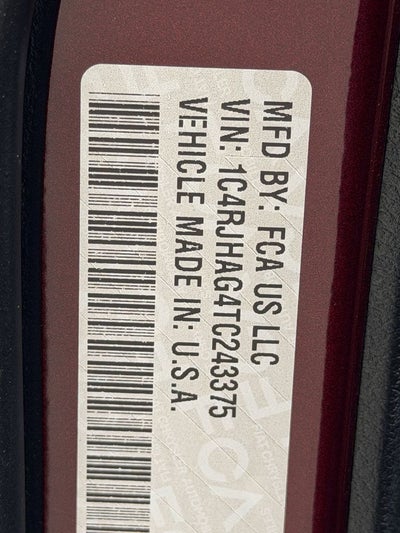 MFD BY: FCA US LLC
VIN: 1C4RJHAG4TC243375
VEHICLE MADE IN: U.S.A.